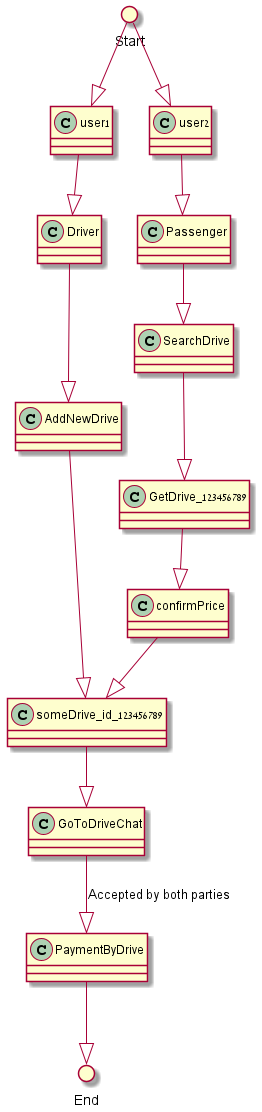 Start
C user1
C user2
C Driver
C Passenger
C SearchDrive
C AddNewDrive
C GetDrive_123456789
C confirmPrice
C someDrive_id_123456789
C GoToDriveChat
Accepted by both parties
C PaymentByDrive
End